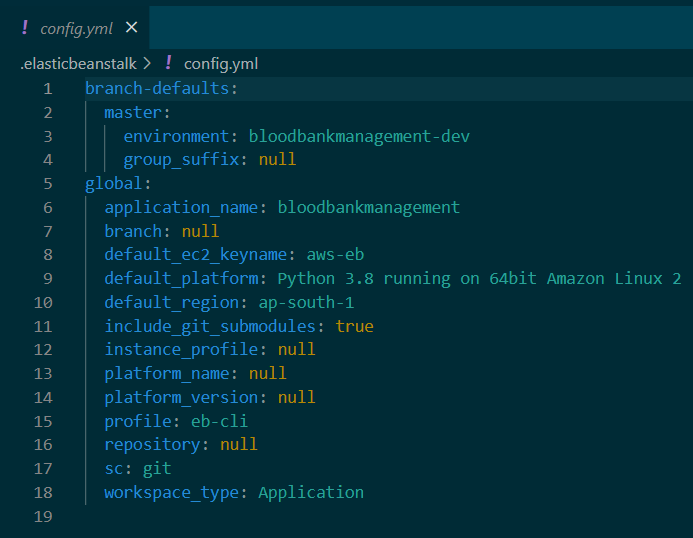 ! config.yml ×
.elasticbeanstalk > ! config.yml
1 branch-defaults:
2   master:
3     environment: bloodbankmanagement-dev
4     group_suffix: null
5 global:
6   application_name: bloodbankmanagement
7   branch: null
8   default_ec2_keyname: aws-eb
9   default_platform: Python 3.8 running on 64bit Amazon Linux 2
10   default_region: ap-south-1
11   include_git_submodules: true
12   instance_profile: null
13   platform_name: null
14   platform_version: null
15   profile: eb-cli
16   repository: null
17   sc: git
18   workspace_type: Application
19